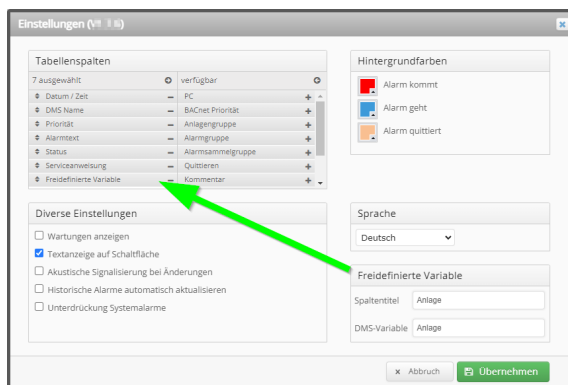 Einstellungen (V
Tabellenspalten
7 ausgewählt
verfügbar
Datum / Zeit
PC
DMS Name
BACnet Priorität
Priorität
Anlagengruppe
Alarmtext
Alarmgruppe
Status
Alarmsammelgruppe
Serviceanweisung
Quittieren
Freidefinierte Variable
Kommentar
Hintergrundfarben
Alarm kommt
Alarm geht
Alarm quittiert
Diverse Einstellungen
Wartungen anzeigen
Textanzeige auf Schaltfläche
Akustische Signalisierung bei Änderungen
Historische Alarme automatisch aktualisieren
Unterdrückung Systemalarme
Sprache
Deutsch
Freidefinierte Variable
Spaltentitel Anlage
DMS-Variable Anlage
Abbruch
Übernehmen